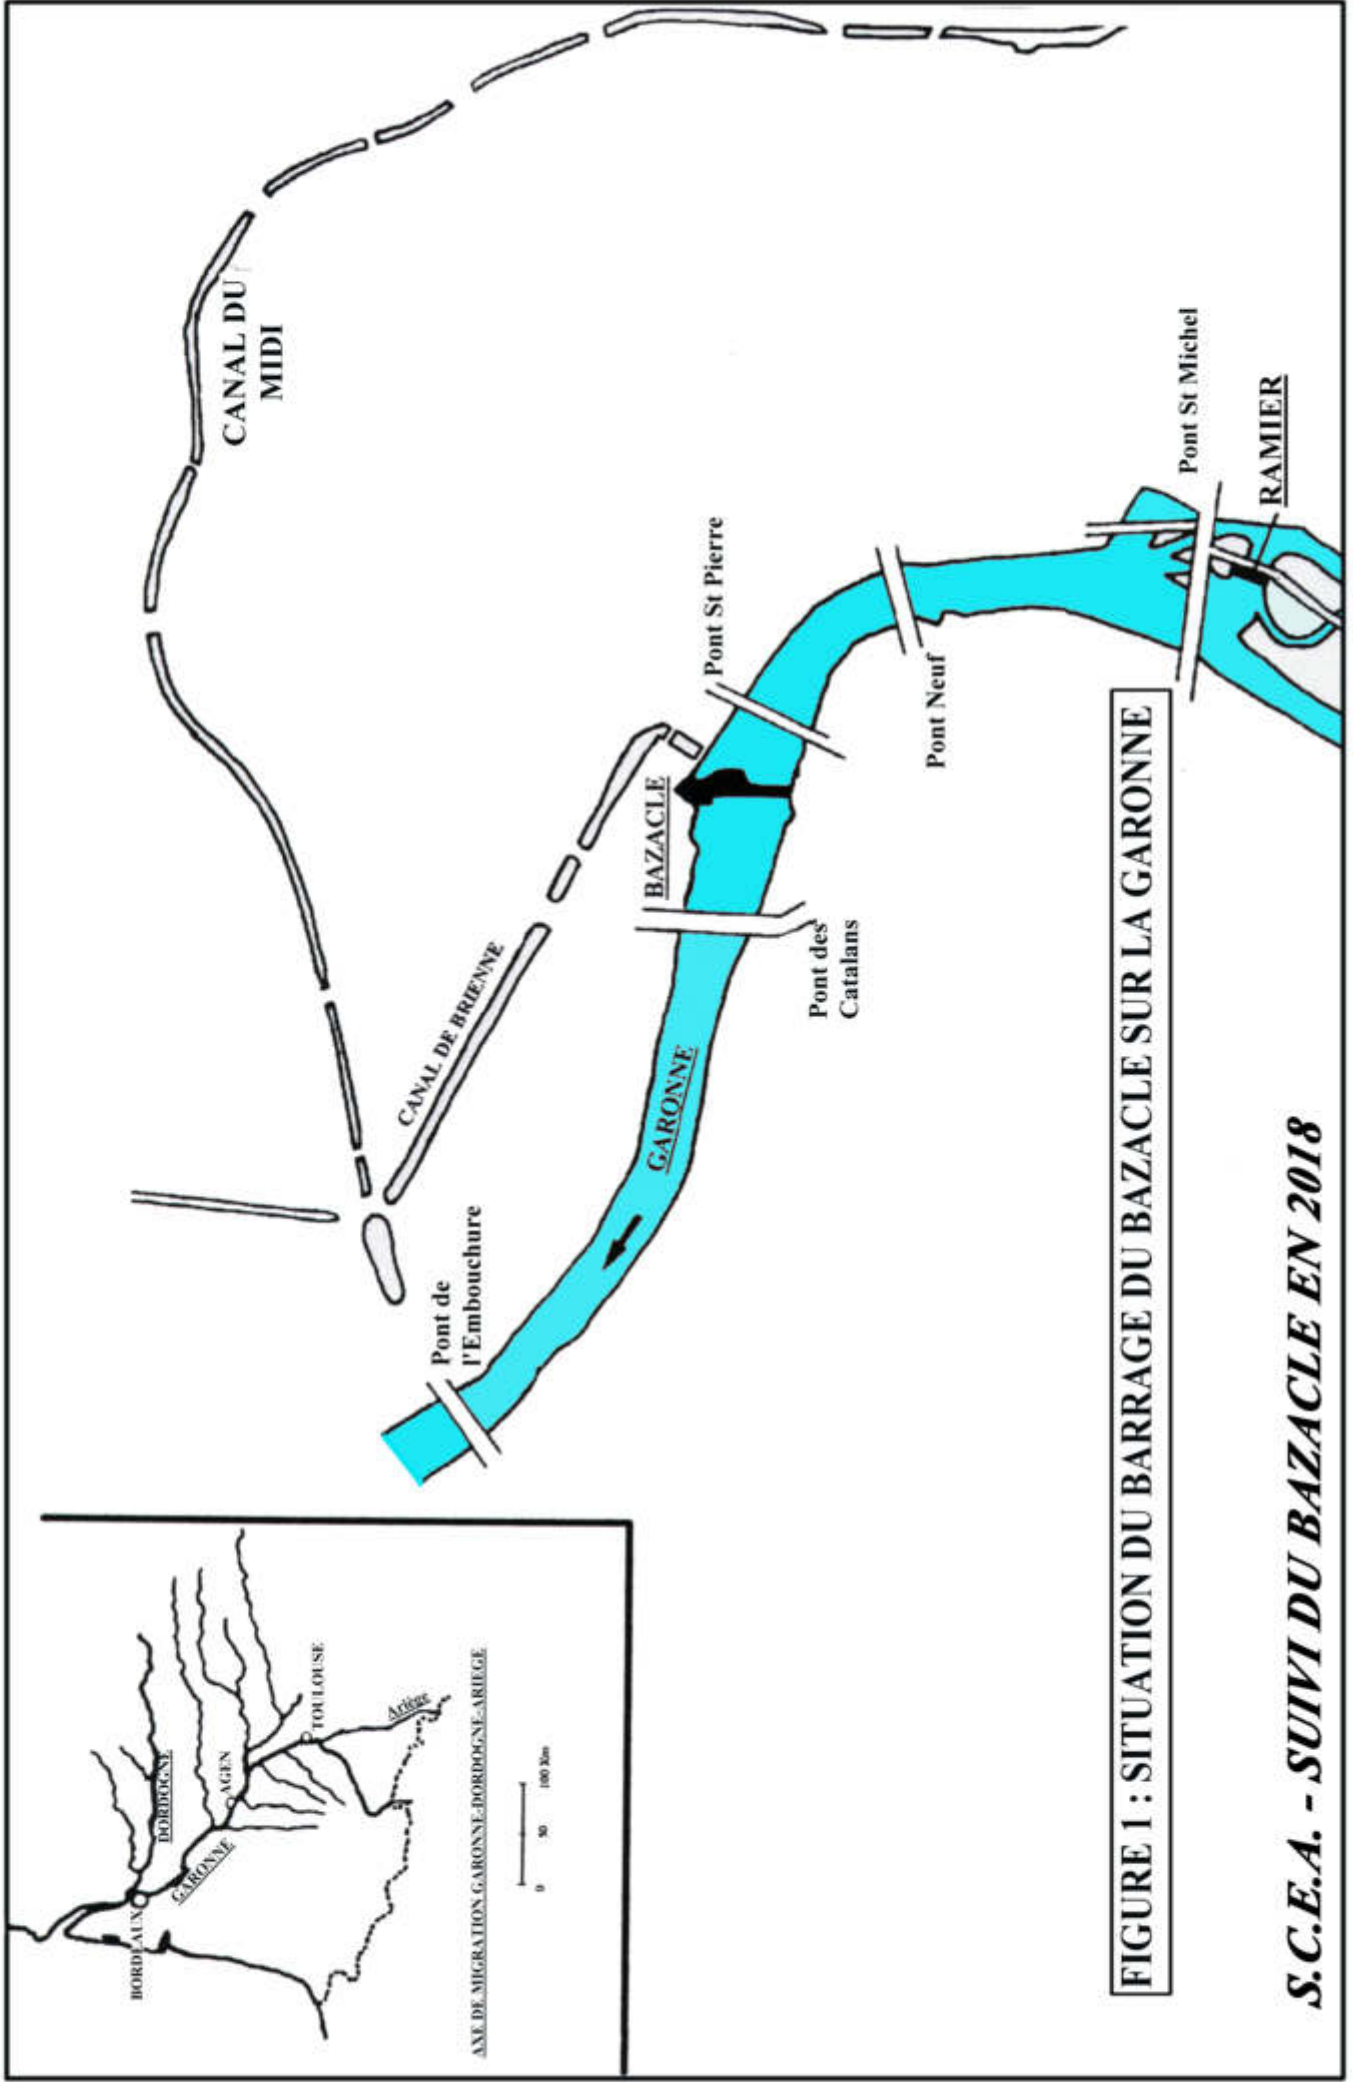 BORDEAUX
DORDOGNE
GARONNE
AGEN
TOULOUSE
Ariège
AXE DE MIGRATION GARONNE-DORDOGNE-ARIEGE
0 50 100 Km
CANAL DU
MIDI
CANAL DE BRIENNE
Pont de
l'Embouchure
GARONNE
BAZACLE
Pont des
Catalans
Pont St Pierre
Pont Neuf
Pont St Michel
RAMIER
FIGURE 1 : SITUATION DU BARRAGE DU BAZACLE SUR LA GARONNE
S.C.E.A. - SUIVI DU BAZACLE EN 2018